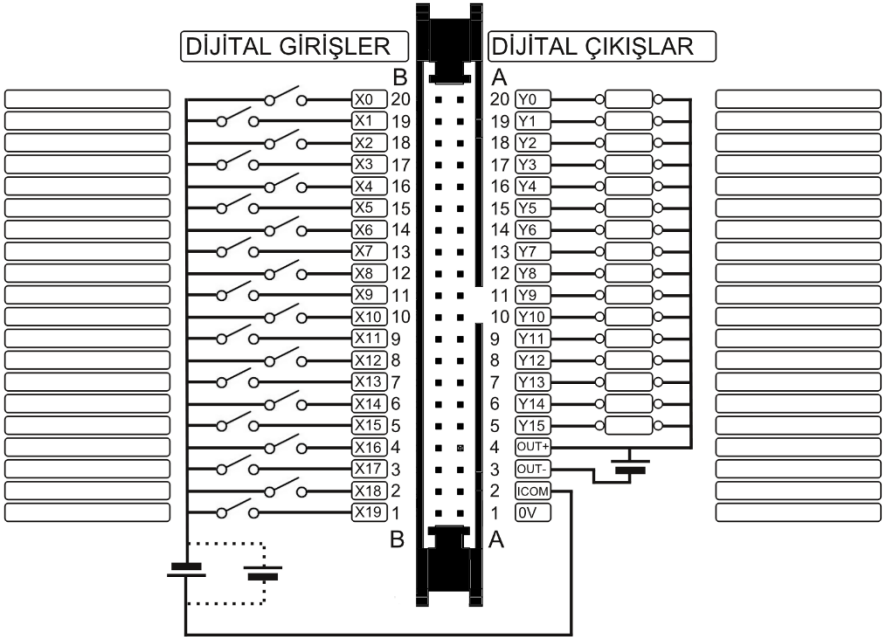 DİJİTAL GİRİŞLER DİJİTAL ÇIKIŞLAR
B A
X0 20 20 Y0
X1 19 19 Y1
X2 18 18 Y2
X3 17 17 Y3
X4 16 16 Y4
X5 15 15 Y5
X6 14 14 Y6
X7 13 13 Y7
X8 12 12 Y8
X9 11 11 Y9
X10 10 10 Y10
X11 9 9 Y11
X12 8 8 Y12
X13 7 7 Y13
X14 6 6 Y14
X15 5 5 Y15
X16 4 4 OUT+
X17 3 3 OUT-
X18 2 2 ICOM
X19 1 1 0V
B A